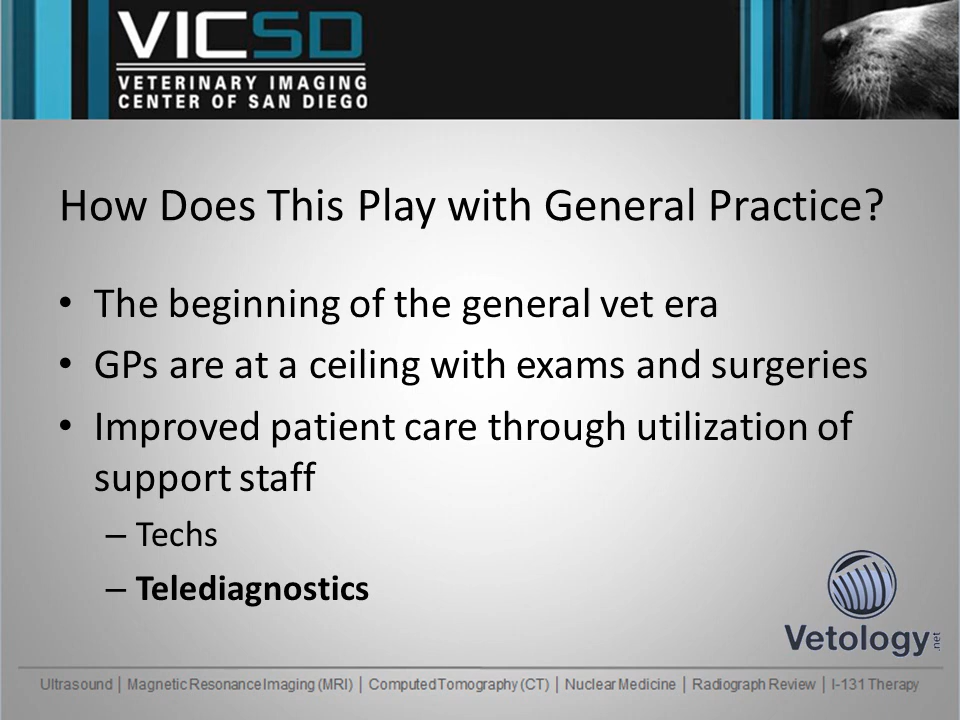 VICSD
VETERINARY IMAGING
CENTER OF SAN DIEGO
How Does This Play with General Practice?
• The beginning of the general vet era
• GPs are at a ceiling with exams and surgeries
• Improved patient care through utilization of
support staff
– Techs
– Telediagnostics
Vetology.net
Ultrasound | Magnetic Resonance Imaging (MRI) | Computed Tomography (CT) | Nuclear Medicine | Radiograph Review | I-131 Therapy